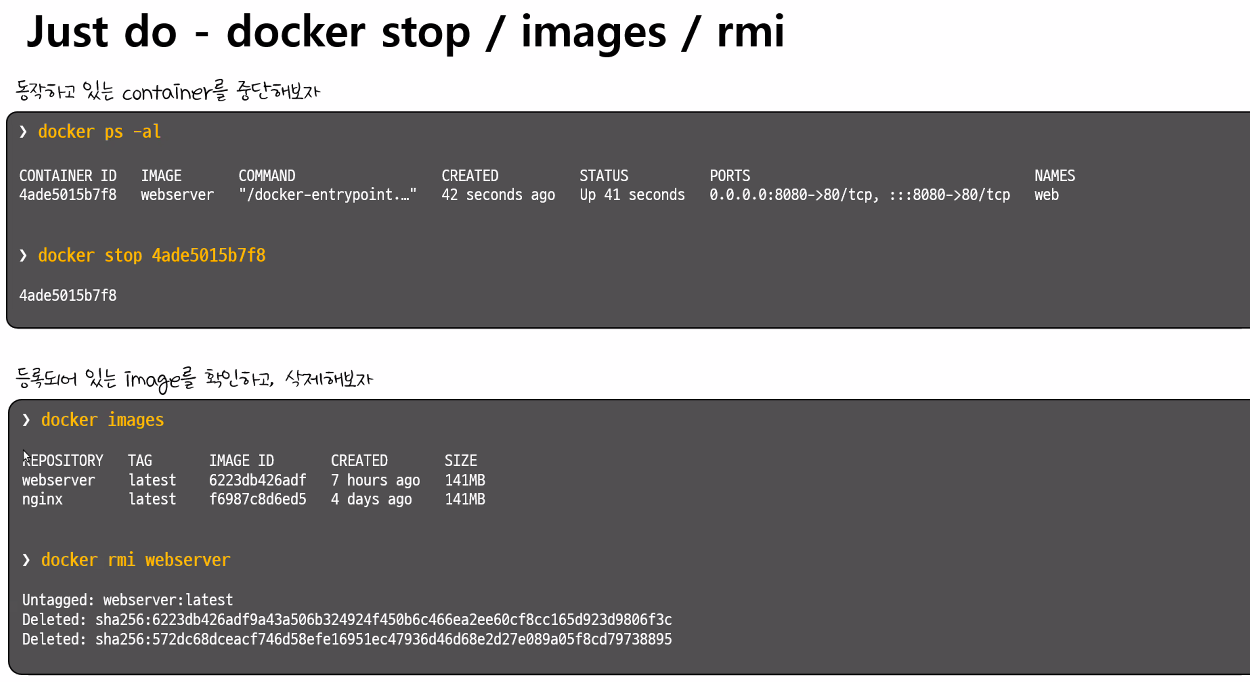 Just do - docker stop / images / rmi
동작하고 있는 container를 중단해보자
❯ docker ps -al
CONTAINER ID IMAGE COMMAND CREATED STATUS PORTS NAMES
4ade5015b7f8 webserver "/docker-entrypoint.…" 42 seconds ago Up 41 seconds 0.0.0.0:8080->80/tcp, :::8080->80/tcp web
❯ docker stop 4ade5015b7f8
4ade5015b7f8
등록되어 있는 image를 확인하고, 삭제해보자
❯ docker images
REPOSITORY TAG IMAGE ID CREATED SIZE
webserver latest 6223db426adf 7 hours ago 141MB
nginx latest f6987c8d6ed5 4 days ago 141MB
❯ docker rmi webserver
Untagged: webserver:latest
Deleted: sha256:6223db426adf9a43a506b324924f450b6c466ea2ee60cf8cc165d923d9806f3c
Deleted: sha256:572dc68dceacf746d58efe16951ec47936d46d68e2d27e089a05f8cd79738895